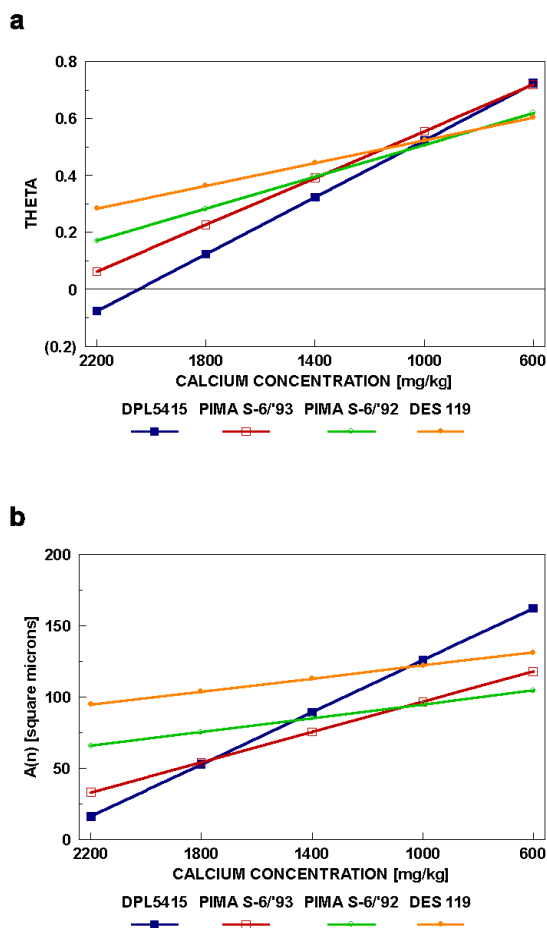 a
0.8
0.6
0.4
0.2
0
(0.2)
THETA
2200 1800 1400 1000 600
CALCIUM CONCENTRATION [mg/kg]
DPL5415 PIMA S-6/'93 PIMA S-6/'92 DES 119
b
200
150
100
50
0
A(n) [square microns]
2200 1800 1400 1000 600
CALCIUM CONCENTRATION [mg/kg]
DPL5415 PIMA S-6/'93 PIMA S-6/'92 DES 119